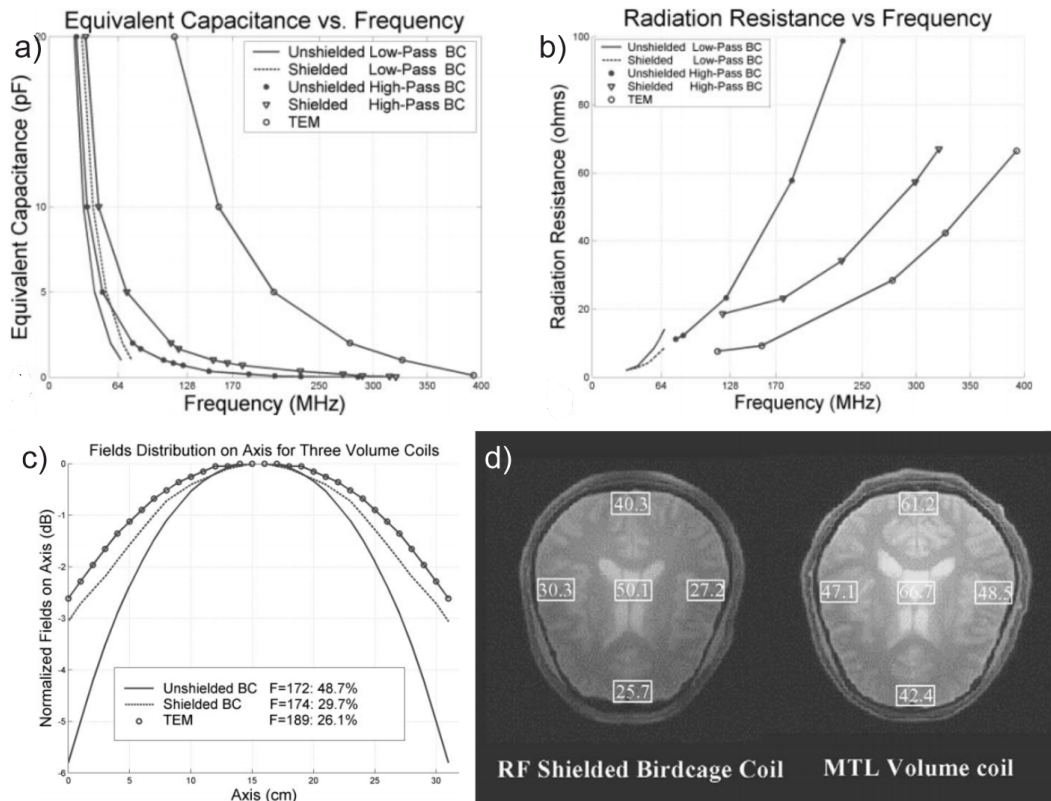 a)
Equivalent Capacitance vs. Frequency
Equivalent Capacitance (pF)
20
10
5
0
Unshielded Low-Pass BC
Shielded Low-Pass BC
Unshielded High-Pass BC
Shielded High-Pass BC
TEM
0 64 128 170 300 350 400
Frequency (MHz)
b)
Radiation Resistance vs Frequency
Radiation Resistance (ohms)
100
80
60
40
20
0
Unshielded Low-Pass BC
Shielded Low-Pass BC
Unshielded High-Pass BC
Shielded High-Pass BC
TEM
0 64 128 170 300 350 400
Frequency (MHz)
c)
Fields Distribution on Axis for Three Volume Coils
Normalized Fields on Axis (dB)
0
-1
-2
-3
-4
-5
-6
Unshielded BC F=172: 48.7%
Shielded BC F=174: 29.7%
TEM F=189: 26.1%
0 5 10 15 20 25 30
Axis (cm)
d)
40.3
30.3 50.1 27.2
25.7
RF Shielded Birdcage Coil
61.2
47.1 66.7 48.5
42.4
MTL Volume coil